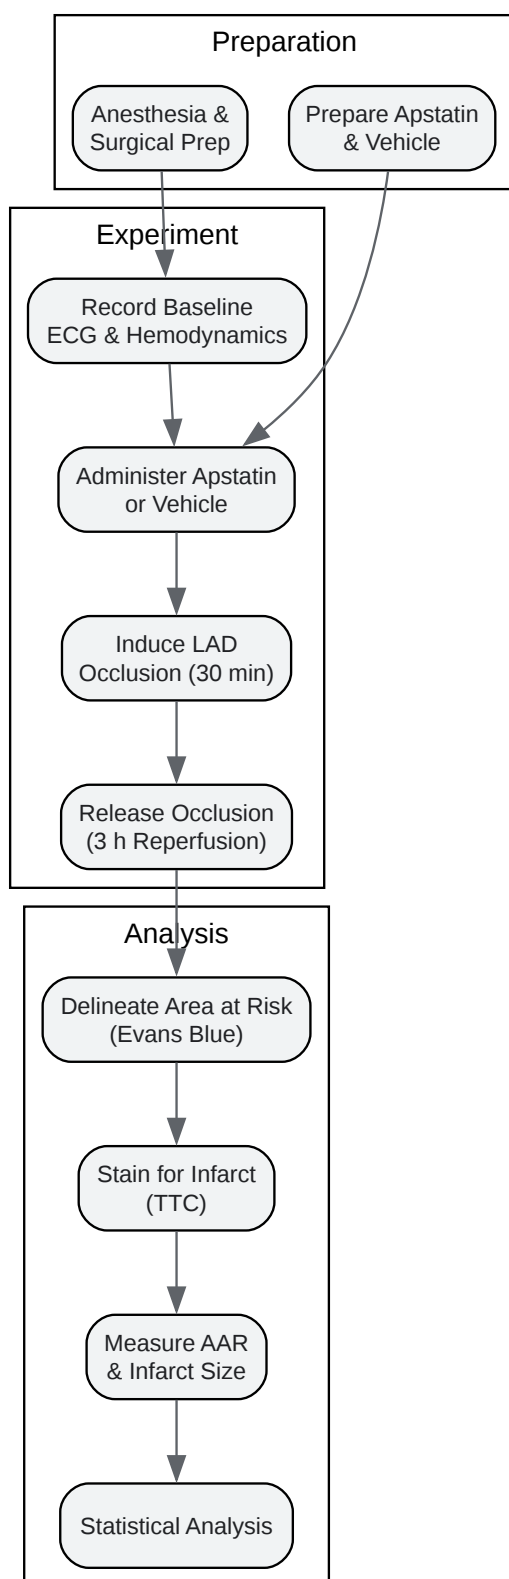 Preparation
Anesthesia &
Surgical Prep
Prepare Apstatin
& Vehicle
Experiment
Record Baseline
ECG & Hemodynamics
Administer Apstatin
or Vehicle
Induce LAD
Occlusion (30 min)
Release Occlusion
(3 h Reperfusion)
Analysis
Delineate Area at Risk
(Evans Blue)
Stain for Infarct
(TTC)
Measure AAR
& Infarct Size
Statistical Analysis